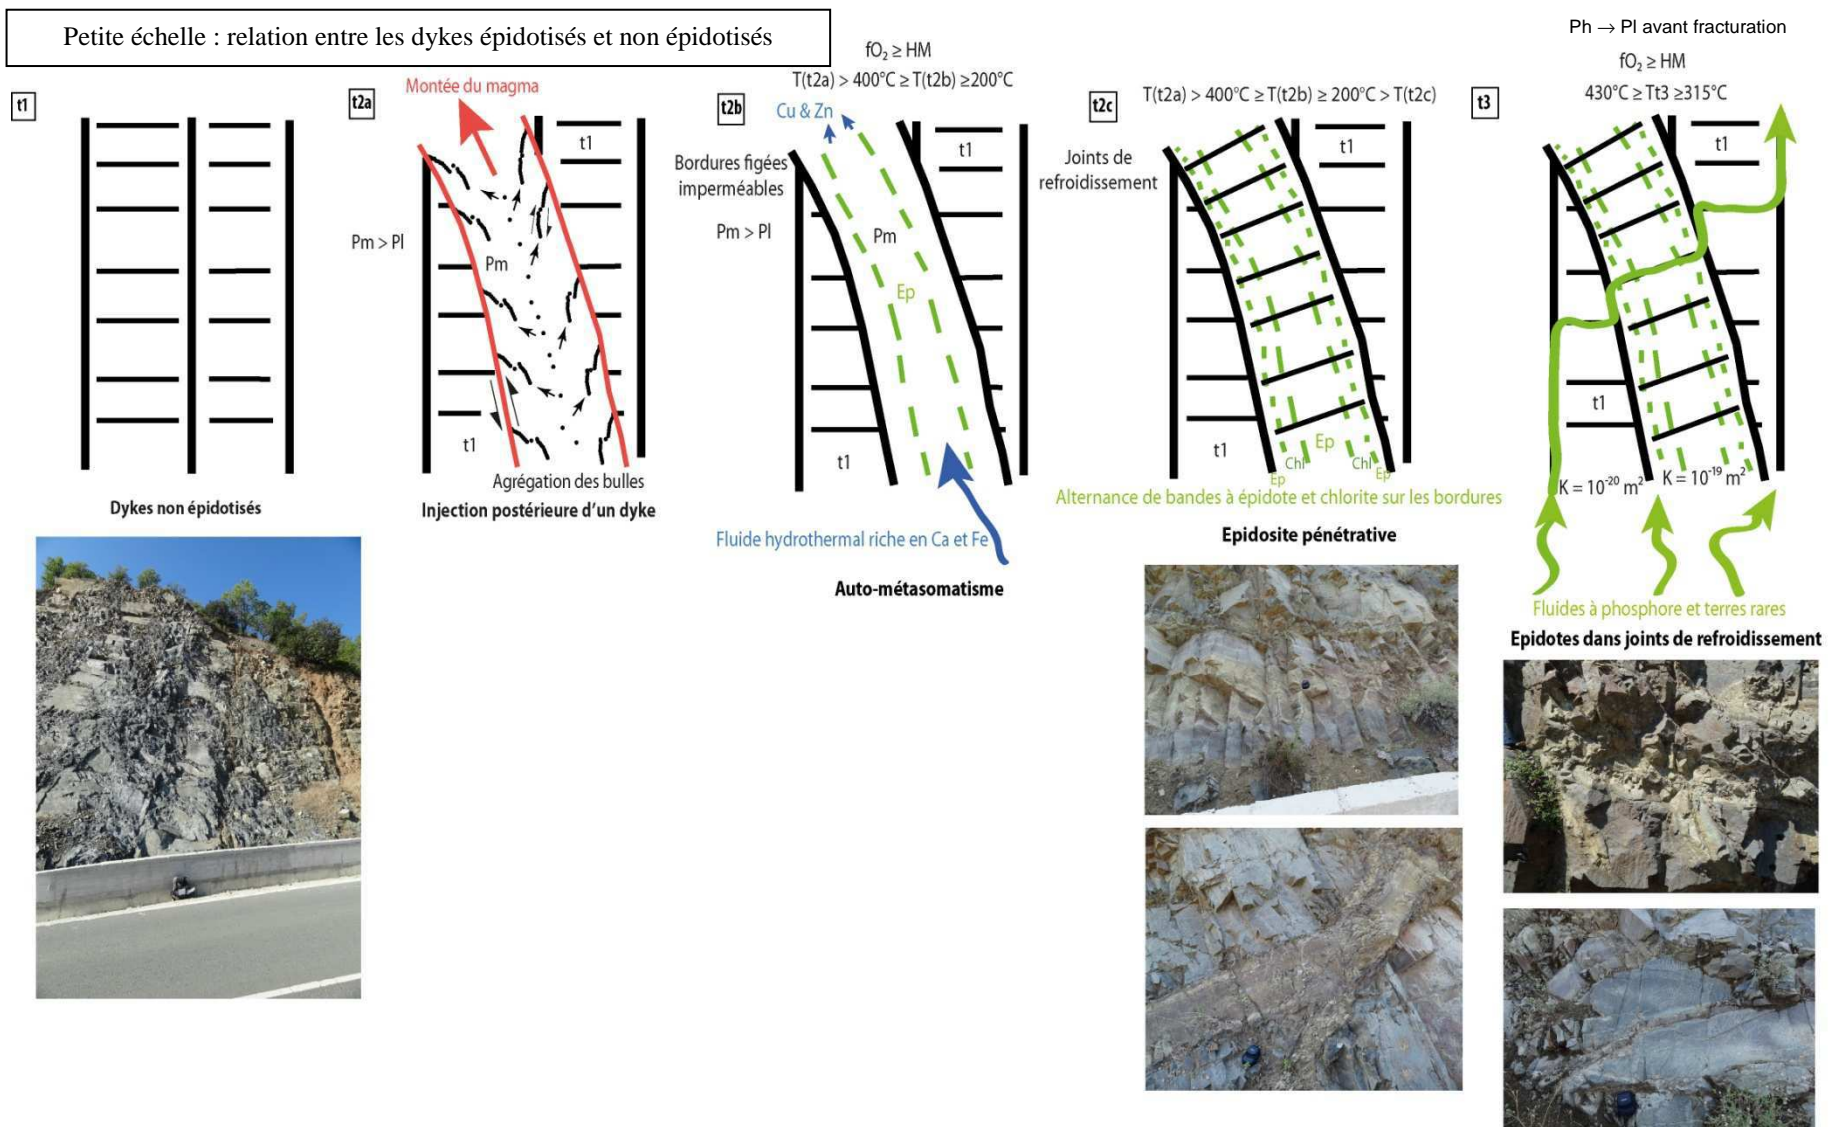 Petite échelle : relation entre les dykes épidotisés et non épidotisés
t1
Dykes non épidotisés
t2a
Montée du magma
t1
Pm > Pl
Pm
t1
Agrégation des bulles
Injection postérieure d'un dyke
fO₂ ≥ HM
T(t2a) > 400°C ≥ T(t2b) ≥200°C
t2b
Cu & Zn
Bordures figées
imperméables
t1
Pm > Pl
Pm
Ep
t1
Fluide hydrothermal riche en Ca et Fe
Auto-métasomatisme
T(t2a) > 400°C ≥ T(t2b) ≥ 200°C > T(t2c)
t2c
Joints de
refroidissement
t1
t1
Ep
Chl
Chl
Ep
Ep
Alternance de bandes à épidote et chlorite sur les bordures
Epidosite pénétrative
Ph → Pl avant fracturation
fO₂ ≥ HM
430°C ≥ Tt3 ≥315°C
t3
t1
t1
K = 10⁻²⁰ m²
K = 10⁻¹⁹ m²
Fluides à phosphore et terres rares
Epidotes dans joints de refroidissement